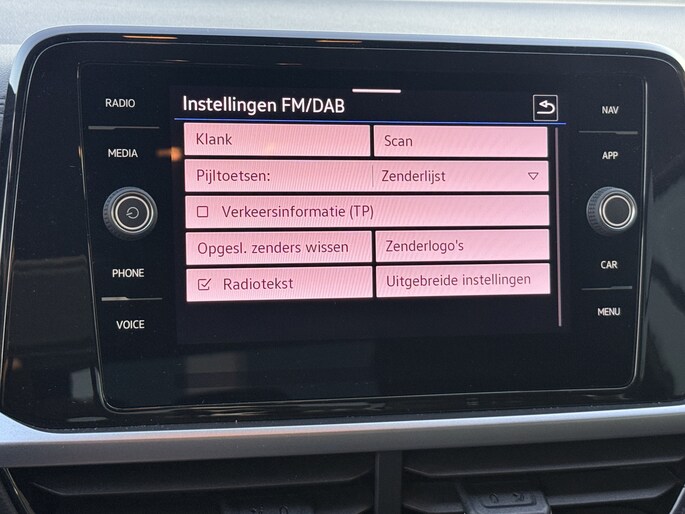 RADIO
MEDIA
PHONE
VOICE
Instellingen FM/DAB
Klank
Scan
Pijltoetsen:
Zenderlijst
Verkeersinformatie (TP)
Opgesl. zenders wissen
Zenderlogo's
Radiotekst
Uitgebreide instellingen
NAV
APP
CAR
MENU